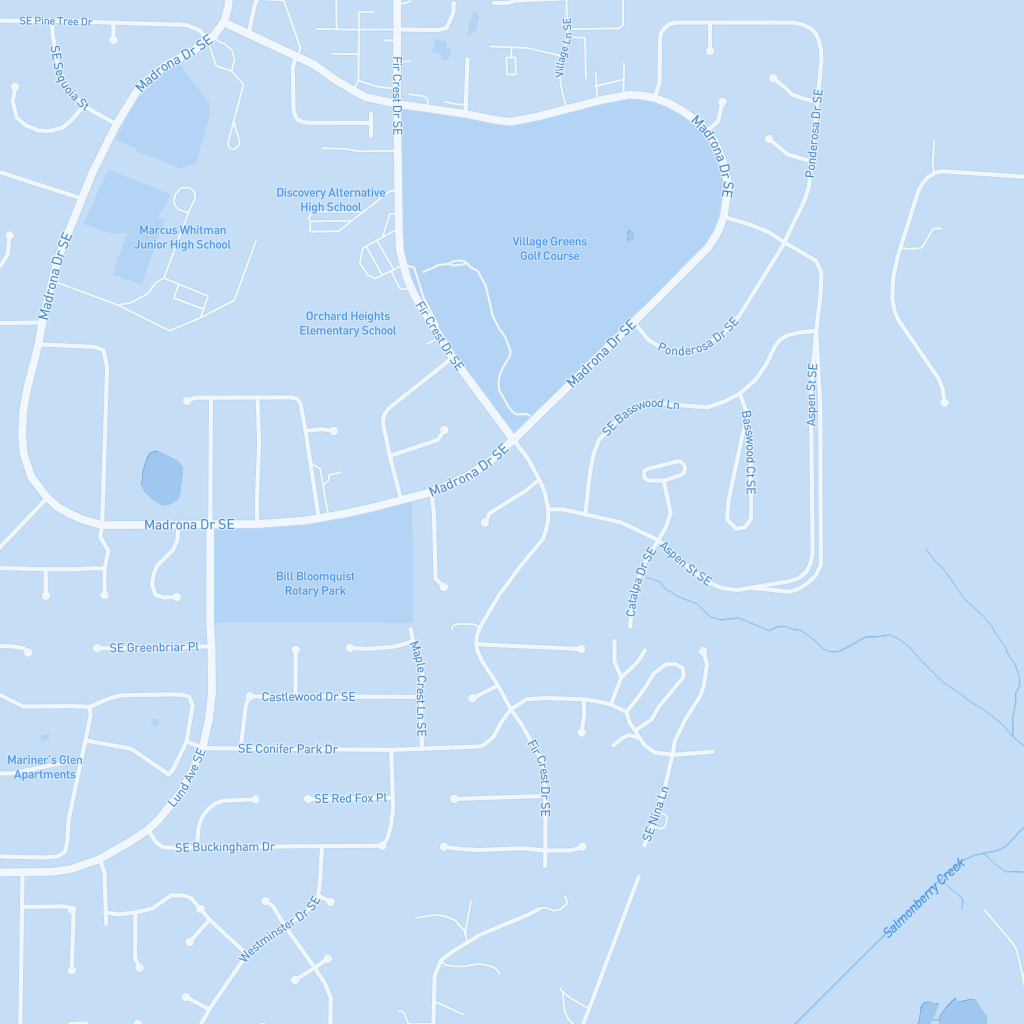 SE Pine Tree Dr
SE Sequoia St
Madrona Dr SE
Fir Crest Dr SE
Village Ln SE
Madrona Dr SE
Ponderosa Dr SE
Discovery Alternative
High School
Marcus Whitman
Junior High School
Village Greens
Golf Course
Madrona Dr SE
Orchard Heights
Elementary School
Fir Crest Dr SE
Madrona Dr SE
Ponderosa Dr SE
SE Basswood Ln
Aspen St SE
Basswood Ct SE
Madrona Dr SE
Madrona Dr SE
Aspen St SE
Catalpa Dr SE
Bill Bloomquist
Rotary Park
SE Greenbriar Pl
Maple Crest Ln SE
Castlewood Dr SE
SE Conifer Park Dr
Mariner's Glen
Apartments
Lund Ave SE
Fir Crest Dr SE
SE Red Fox Pl
SE Nina Ln
SE Buckingham Dr
Westminster Dr SE
Salmonberry Creek